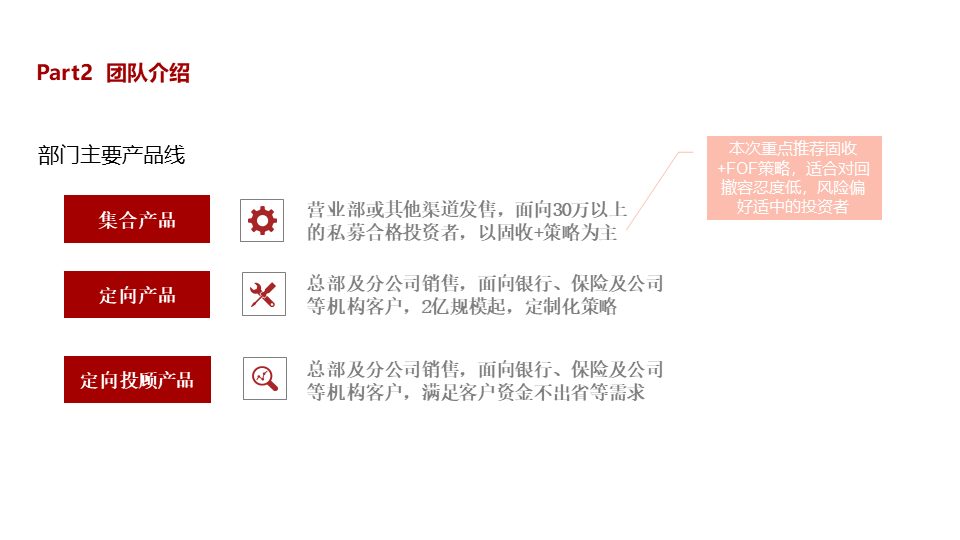 Part2 团队介绍
部门主要产品线
本次重点推荐固收
+FOF策略，适合对回
撤容忍度低，风险偏
好适中的投资者
集合产品
营业部或其他渠道发售，面向30万以上
的私募合格投资者，以固收+策略为主
定向产品
总部及分公司销售，面向银行、保险及公司
等机构客户，2亿规模起，定制化策略
定向投顾产品
总部及分公司销售，面向银行、保险及公司
等机构客户，满足客户资金不出省等需求